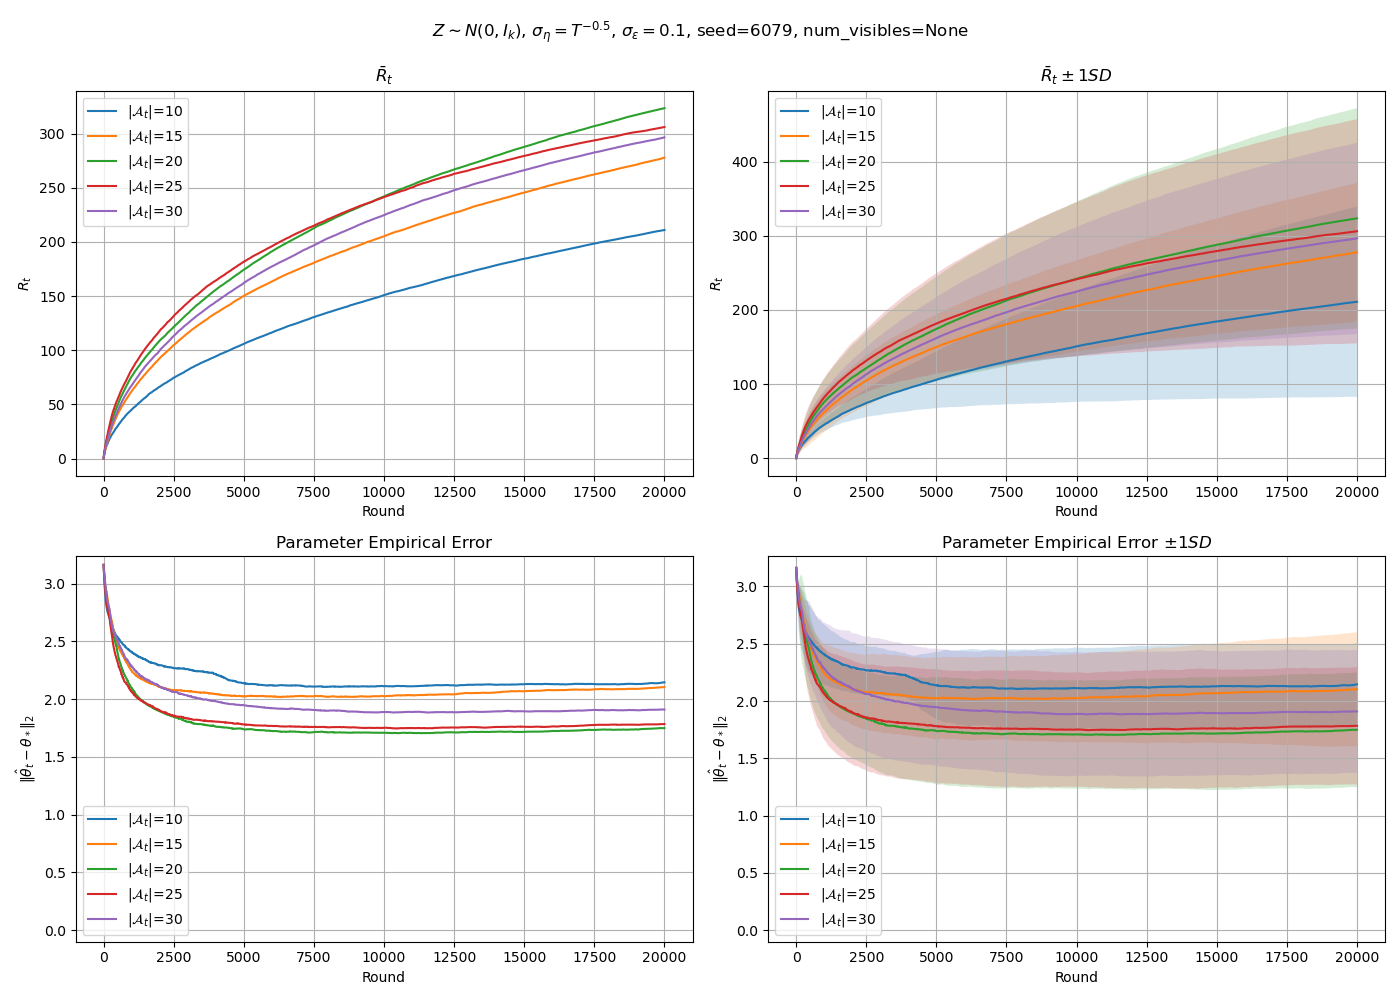 Z ∼ N(0, I_k), σ_η = T^{−0.5}, σ_ε = 0.1, seed=6079, num_visibles=None
R̄_t
R_t
300
250
200
150
100
50
0
|𝒜_t|=10
|𝒜_t|=15
|𝒜_t|=20
|𝒜_t|=25
|𝒜_t|=30
0 2500 5000 7500 10000 12500 15000 17500 20000
Round
R̄_t ± 1SD
R_t
400
300
200
100
0
|𝒜_t|=10
|𝒜_t|=15
|𝒜_t|=20
|𝒜_t|=25
|𝒜_t|=30
0 2500 5000 7500 10000 12500 15000 17500 20000
Round
Parameter Empirical Error
‖θ̂_t − θ_*‖_2
3.0
2.5
2.0
1.5
1.0
0.5
0.0
|𝒜_t|=10
|𝒜_t|=15
|𝒜_t|=20
|𝒜_t|=25
|𝒜_t|=30
0 2500 5000 7500 10000 12500 15000 17500 20000
Round
Parameter Empirical Error ±1SD
‖θ̂_t − θ_*‖_2
3.0
2.5
2.0
1.5
1.0
0.5
0.0
|𝒜_t|=10
|𝒜_t|=15
|𝒜_t|=20
|𝒜_t|=25
|𝒜_t|=30
0 2500 5000 7500 10000 12500 15000 17500 20000
Round